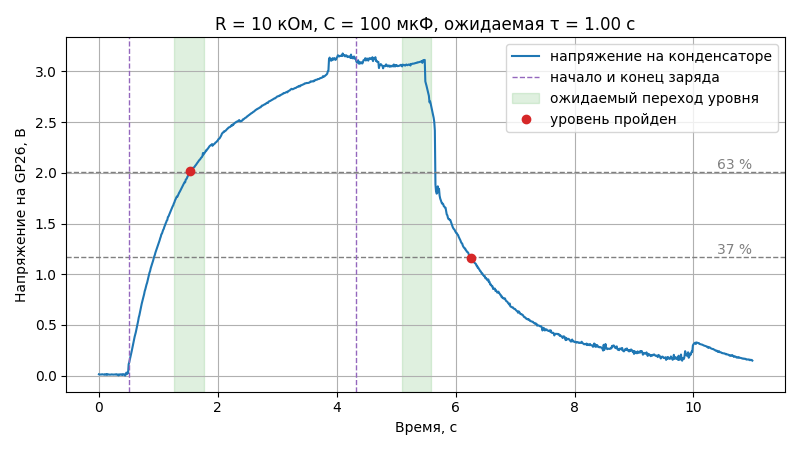 R = 10 кОм, C = 100 мкФ, ожидаемая τ = 1.00 с
напряжение на конденсаторе
начало и конец заряда
ожидаемый переход уровня
уровень пройден
63 %
37 %
Напряжение на GP26, В
3.0
2.5
2.0
1.5
1.0
0.5
0.0
0 2 4 6 8 10
Время, с